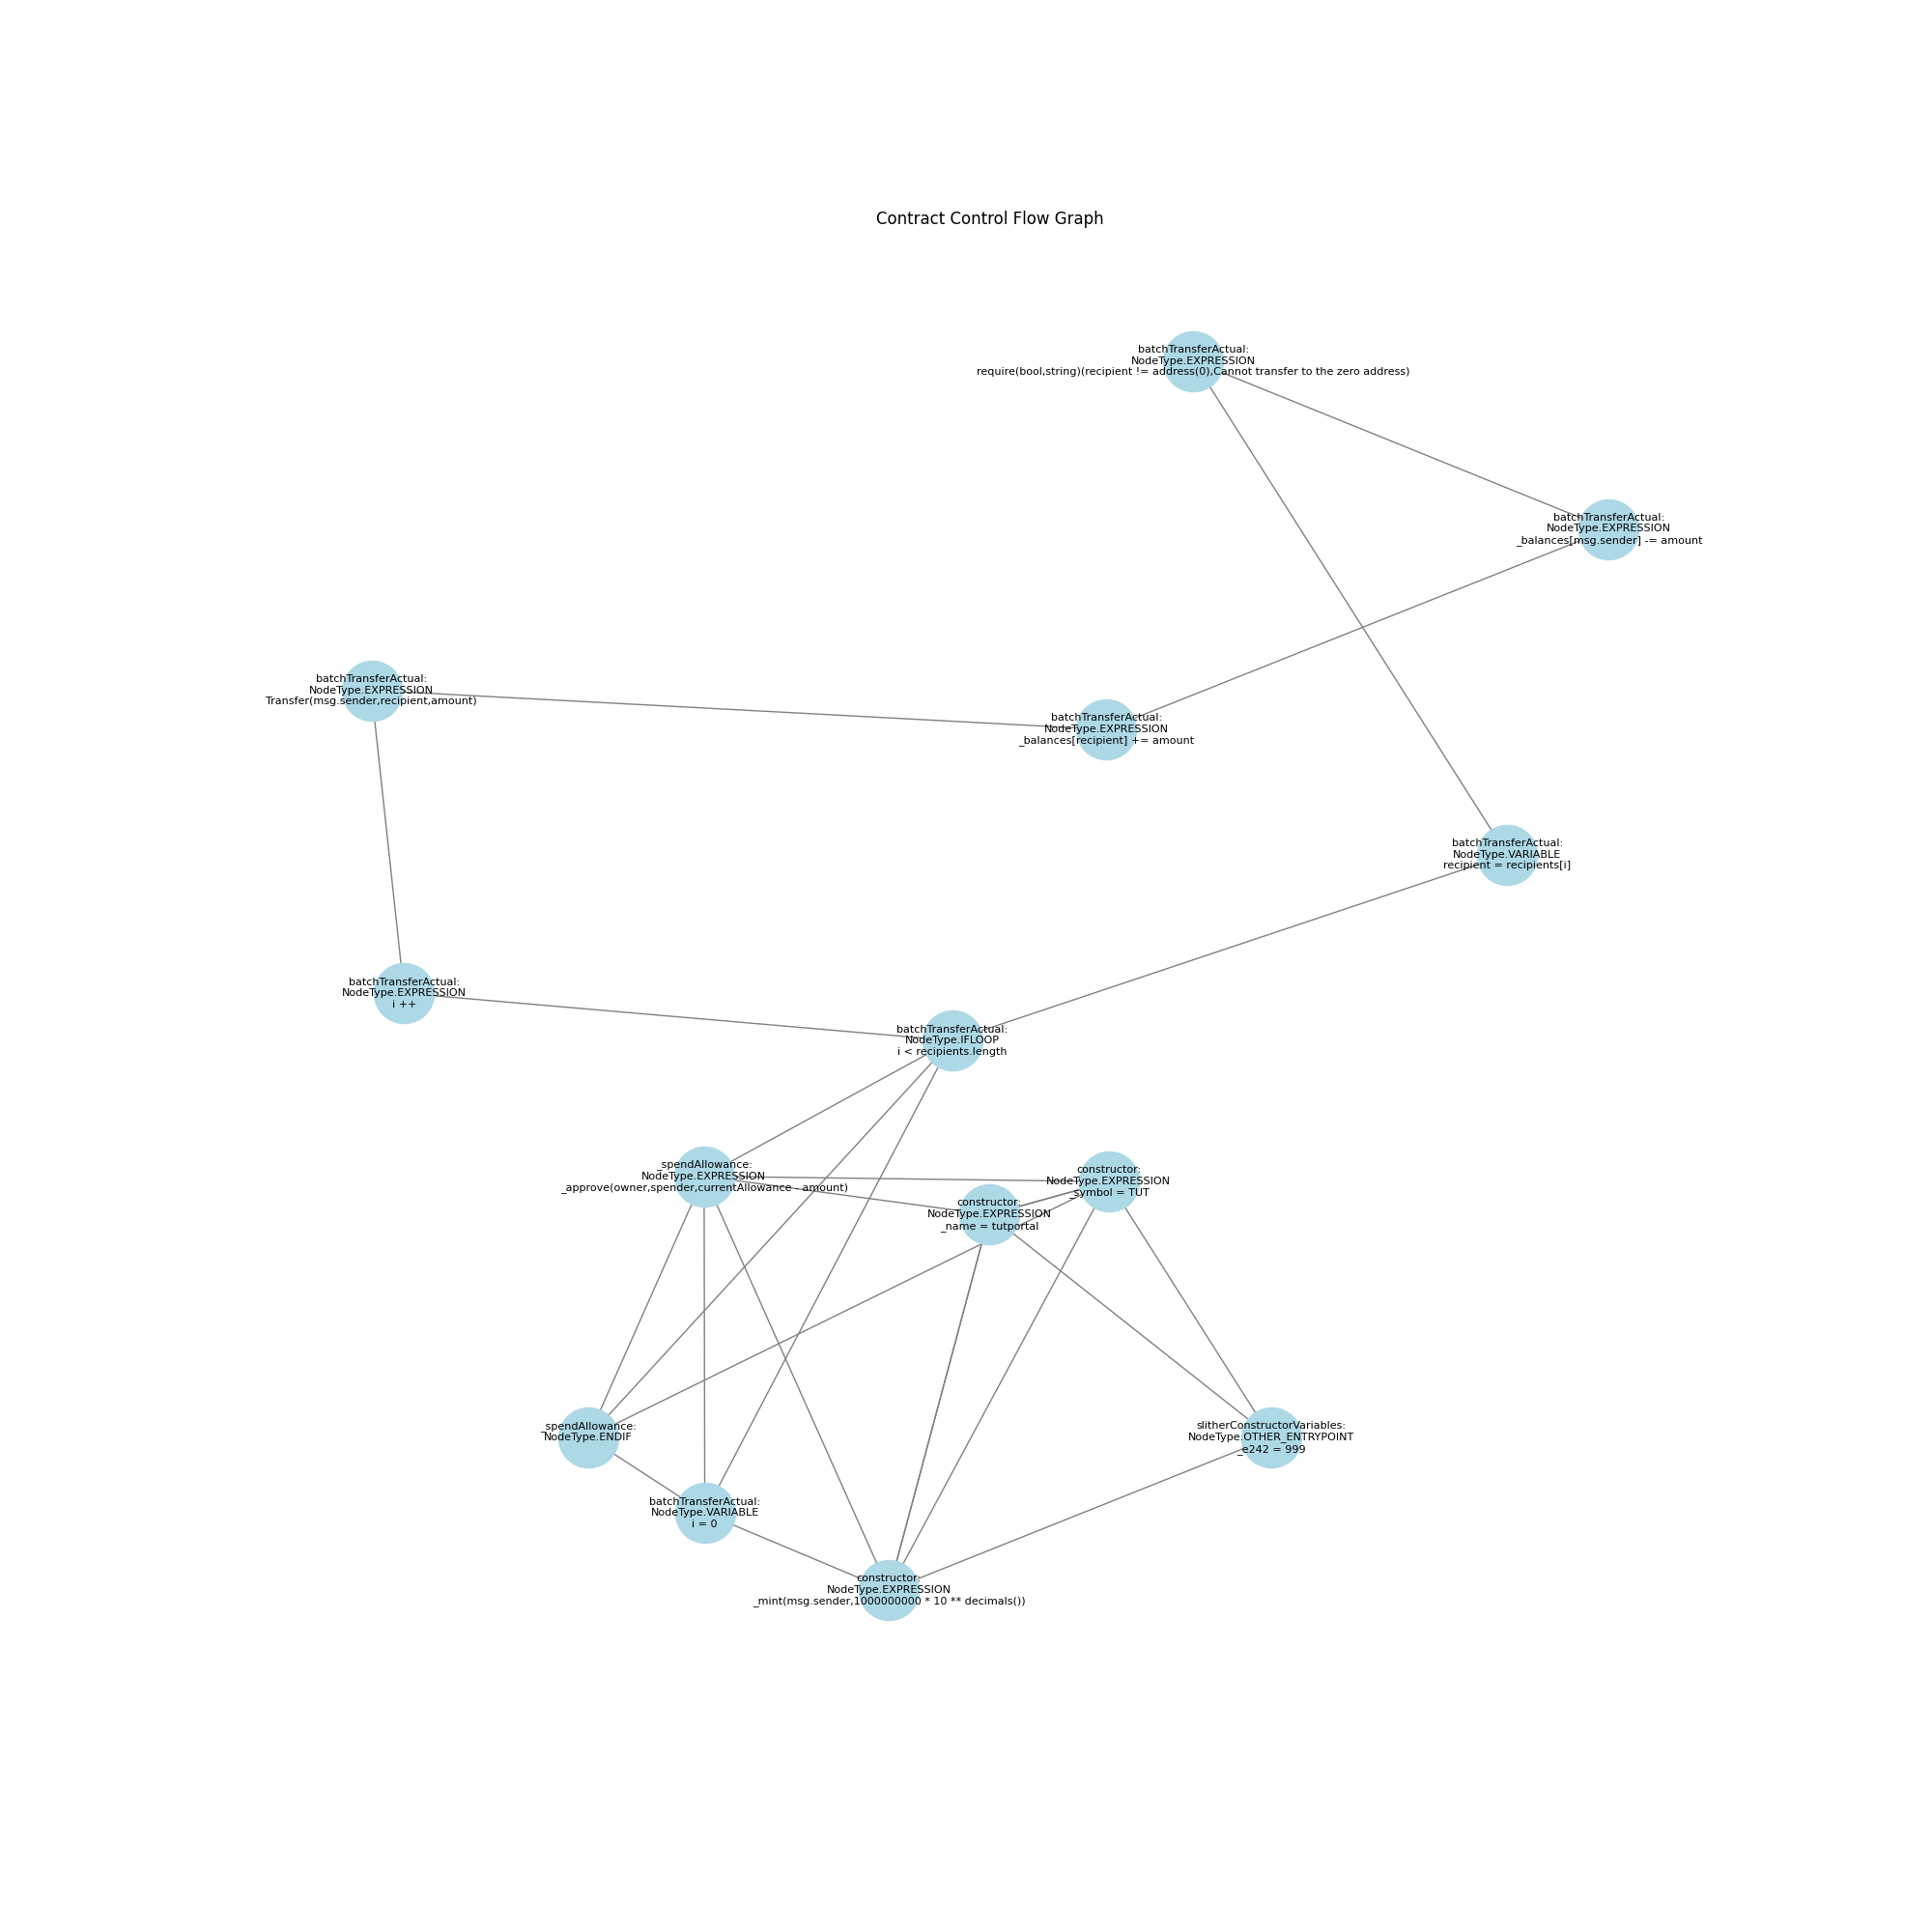 Contract Control Flow Graph
batchTransferActual:
NodeType.EXPRESSION
require(bool,string)(recipient != address(0),Cannot transfer to the zero address)
batchTransferActual:
NodeType.EXPRESSION
_balances[msg.sender] -= amount
batchTransferActual:
NodeType.EXPRESSION
Transfer(msg.sender,recipient,amount)
batchTransferActual:
NodeType.EXPRESSION
_balances[recipient] += amount
batchTransferActual:
NodeType.VARIABLE
recipient = recipients[i]
batchTransferActual:
NodeType.EXPRESSION
i ++
batchTransferActual:
NodeType.IFLOOP
i < recipients.length
_spendAllowance:
NodeType.EXPRESSION
_approve(owner,spender,currentAllowance - amount)
constructor:
NodeType.EXPRESSION
_symbol = TUT
constructor:
NodeType.EXPRESSION
_name = tutportal
_spendAllowance:
NodeType.ENDIF
slitherConstructorVariables:
NodeType.OTHER_ENTRYPOINT
_e242 = 999
batchTransferActual:
NodeType.VARIABLE
i = 0
constructor:
NodeType.EXPRESSION
_mint(msg.sender,1000000000 * 10 ** decimals())